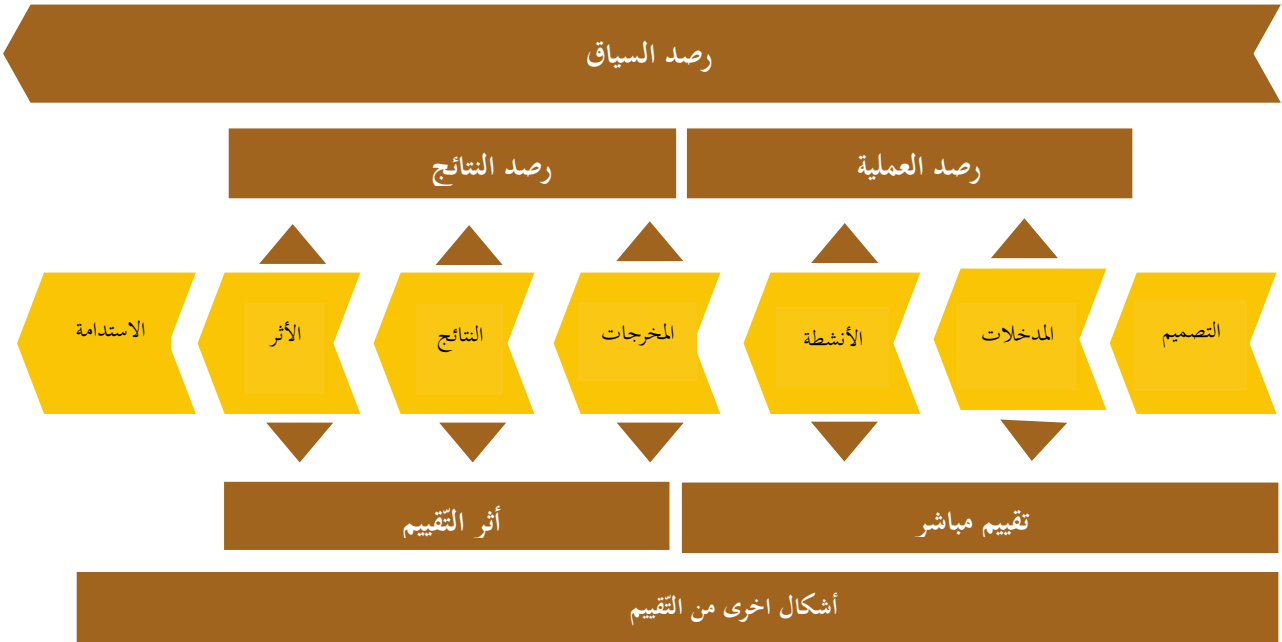 رصد السياق
رصد العملية
رصد النتائج
التصميم
المدخلات
الأنشطة
المخرجات
النتائج
الأثر
الاستدامة
تقييم مباشر
أثر التّقييم
أشكال اخرى من التّقييم